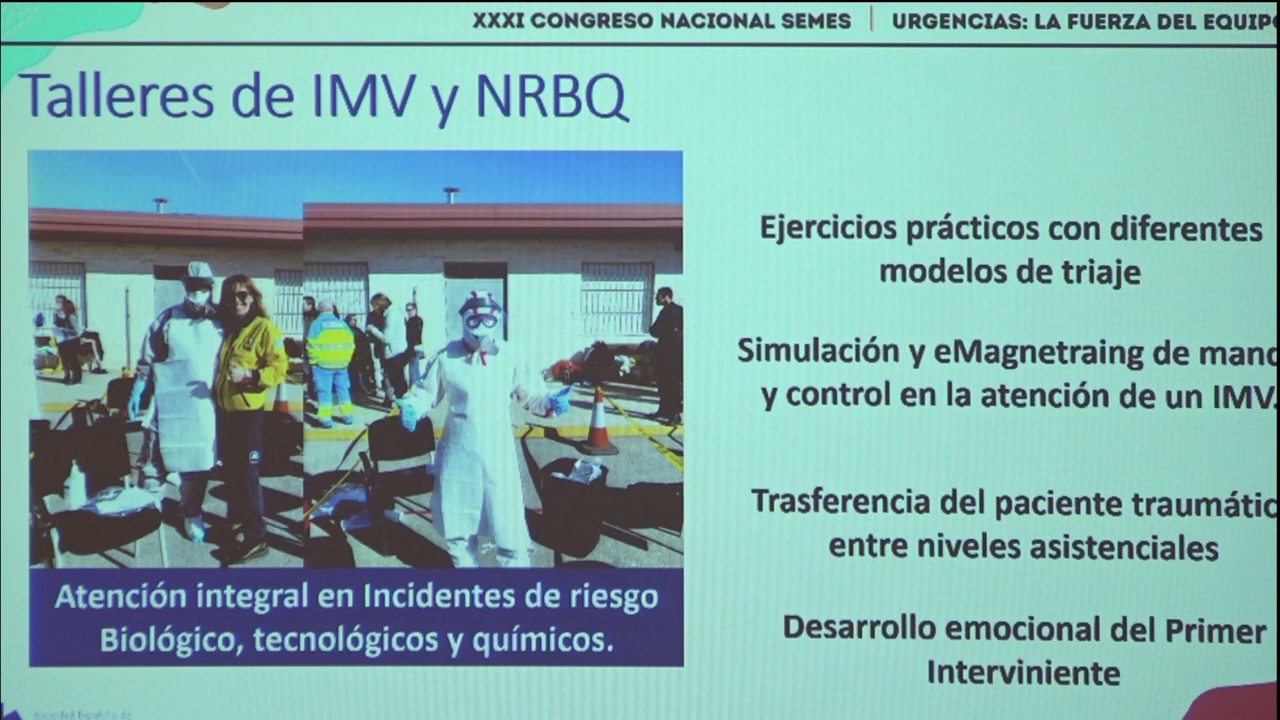 XXXI CONGRESO NACIONAL SEMES | URGENCIAS: LA FUERZA DEL EQUIPO
Talleres de IMV y NRBQ
Ejercicios prácticos con diferentes
modelos de triaje
Simulación y eMagnetraing de mand
y control en la atención de un IMV.
Trasferencia del paciente traumátic
entre niveles asistenciales
Desarrollo emocional del Primer
Interviniente
Atención integral en Incidentes de riesgo
Biológico, tecnológicos y químicos.